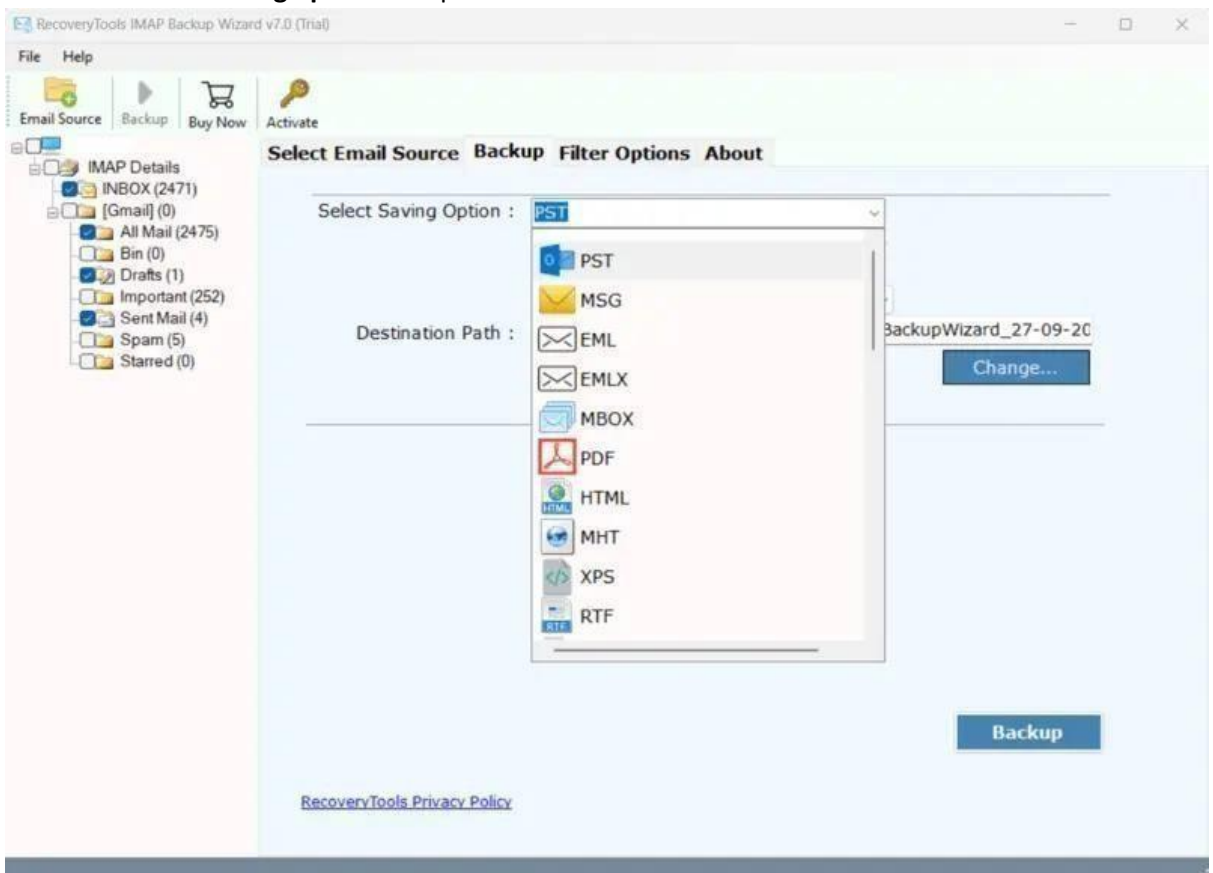 RecoveryTools IMAP Backup Wizard v7.0 (Trial)
File Help
Email Source Backup Buy Now Activate
Select Email Source Backup Filter Options About
IMAP Details
INBOX (2471)
[Gmail] (0)
All Mail (2475)
Bin (0)
Drafts (1)
Important (252)
Sent Mail (4)
Spam (5)
Starred (0)
Select Saving Option : PST
PST
MSG
EML
EMLX
MBOX
PDF
HTML
MHT
XPS
RTF
Destination Path : BackupWizard_27-09-20
Change...
Backup
RecoveryTools Privacy Policy